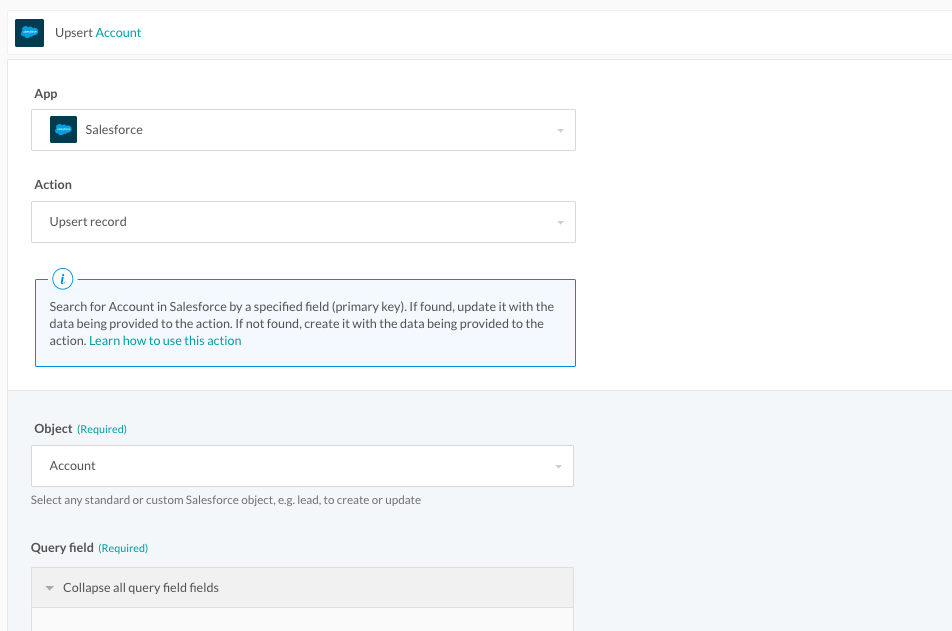 Upsert Account
App
Salesforce
Action
Upsert record
i
Search for Account in Salesforce by a specified field (primary key). If found, update it with the
data being provided to the action. If not found, create it with the data being provided to the
action. Learn how to use this action
Object (Required)
Account
Select any standard or custom Salesforce object, e.g. lead, to create or update
Query field (Required)
Collapse all query field fields